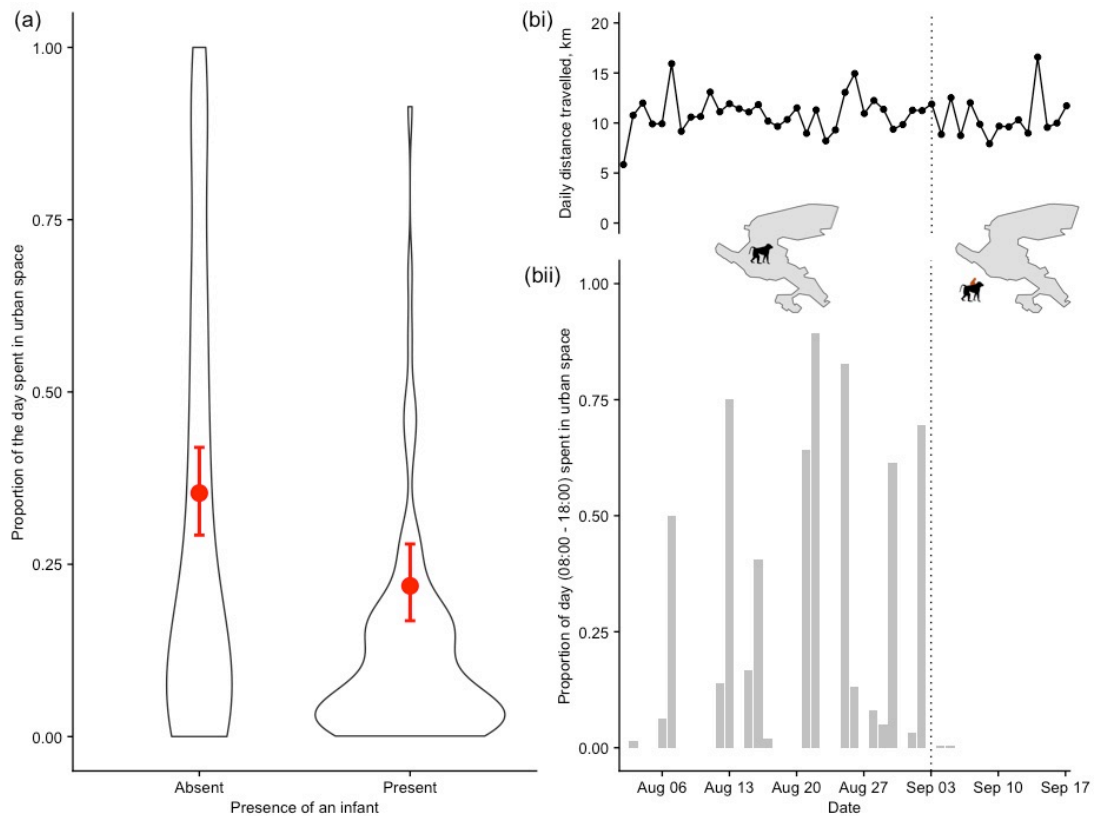 (a)
Proportion of the day spent in urban space
1.00
0.75
0.50
0.25
0.00
Absent
Present
Presence of an infant
(bi)
Daily distance travelled, km
20
15
10
5
0
(bii)
Proportion of day (08:00 - 18:00) spent in urban space
1.00
0.75
0.50
0.25
0.00
Aug 06
Aug 13
Aug 20
Aug 27
Sep 03
Sep 10
Sep 17
Date